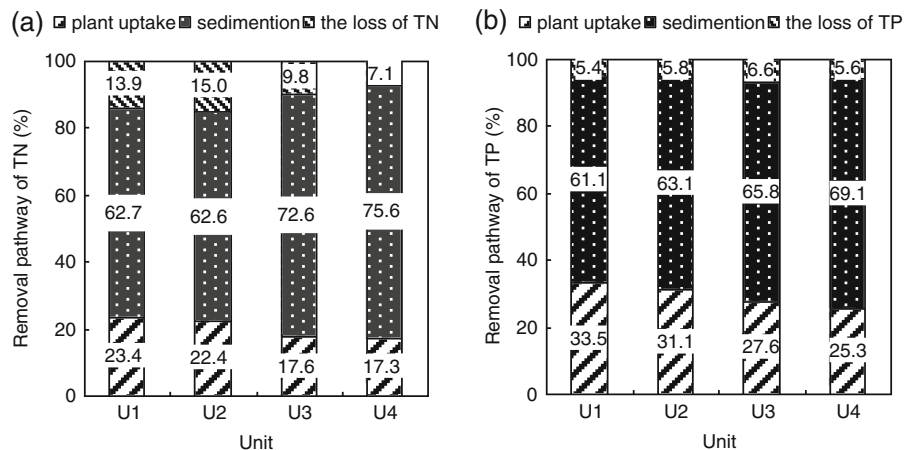 (a) plant uptake sedimention the loss of TN
Removal pathway of TN (%)
100
80
60
40
20
0
13.9 15.0 9.8 7.1
62.7 62.6 72.6 75.6
23.4 22.4 17.6 17.3
U1 U2 U3 U4
Unit
(b) plant uptake sedimention the loss of TP
Removal pathway of TP (%)
100
80
60
40
20
0
5.4 5.8 6.6 5.6
61.1 63.1 65.8 69.1
33.5 31.1 27.6 25.3
U1 U2 U3 U4
Unit